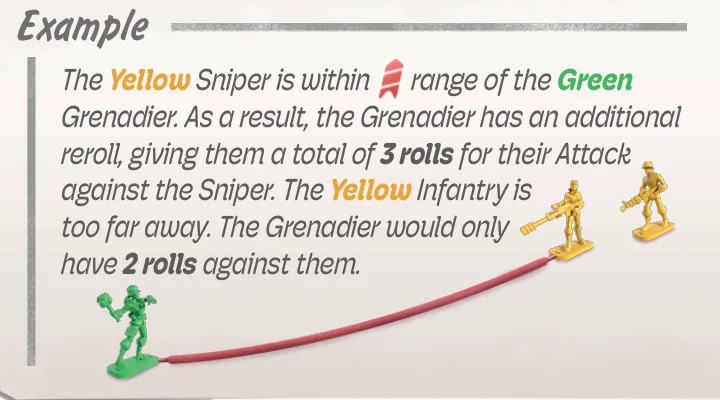 Example
The Yellow Sniper is within range of the Green
Grenadier. As a result, the Grenadier has an additional
reroll, giving them a total of 3 rolls for their Attack
against the Sniper. The Yellow Infantry is
too far away. The Grenadier would only
have 2 rolls against them.